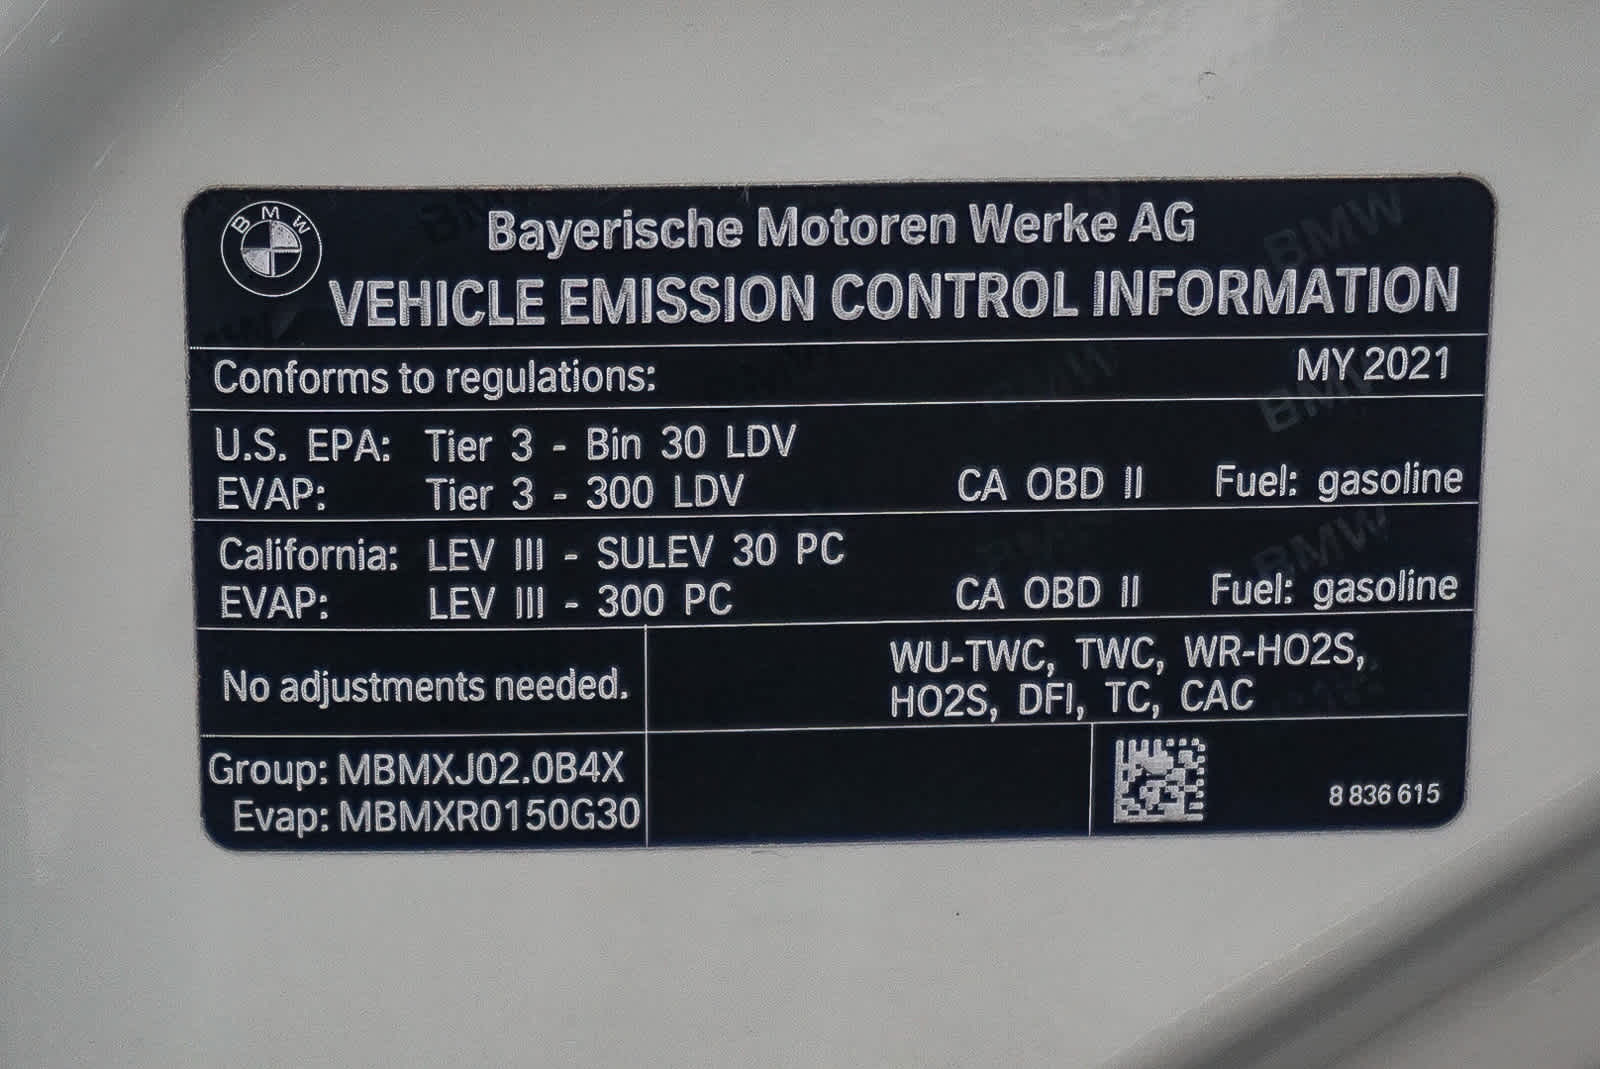 BMW
Bayerische Motoren Werke AG
VEHICLE EMISSION CONTROL INFORMATION
Conforms to regulations: MY 2021
U.S. EPA: Tier 3 - Bin 30 LDV
EVAP: Tier 3 - 300 LDV CA OBD II Fuel: gasoline
California: LEV III - SULEV 30 PC
EVAP: LEV III - 300 PC CA OBD II Fuel: gasoline
No adjustments needed.
WU-TWC, TWC, WR-HO2S,
HO2S, DFI, TC, CAC
Group: MBMXJ02.0B4X
Evap: MBMXR0150G30
8 836 615